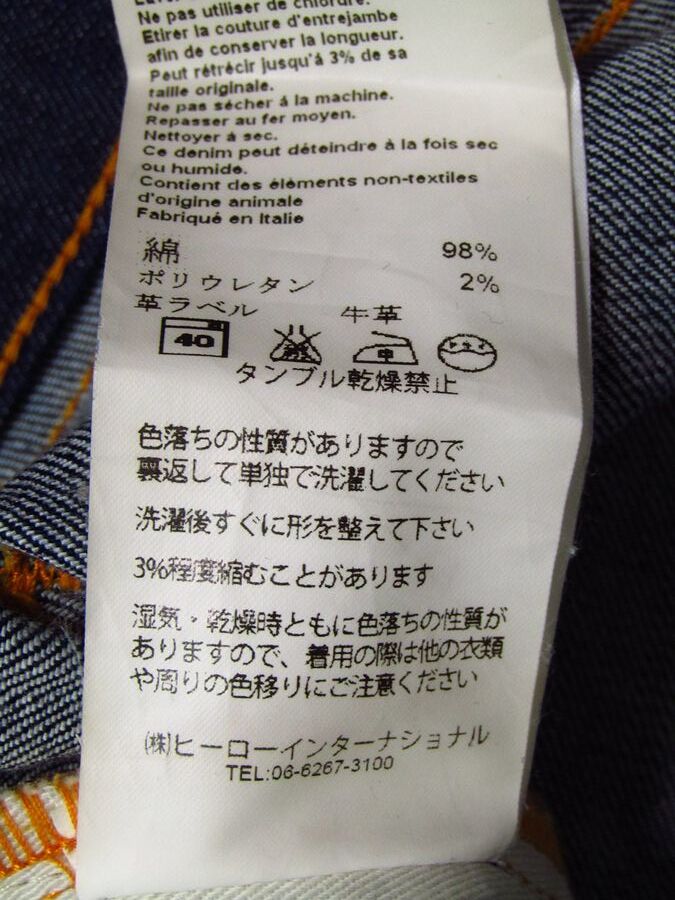 Ne pas utiliser de chlordre.
Etirer la couture d'entrejambe
afin de conserver la longueur.
Peut rétrécir jusqu'á 3% de sa
taille originale.
Ne pas sécher á la machine.
Repasser au fer moyen.
Nettoyer á sec.
Ce denim peut déteindre à la fois sec
ou humide.
Contient des éléments non-textiles
d'origine animale
Fabriqué en Italie
綿 98%
ポリウレタン 2%
革ラベル 牛革
40 中
タンブル乾燥禁止
色落ちの性質がありますので
裏返して単独で洗濯してください
洗濯後すぐに形を整えて下さい
3%程度縮むことがあります
湿気・乾燥時ともに色落ちの性質が
ありますので、着用の際は他の衣類
や周りの色移りにご注意ください
(株)ヒーローインターナショナル
TEL:06-6267-3100